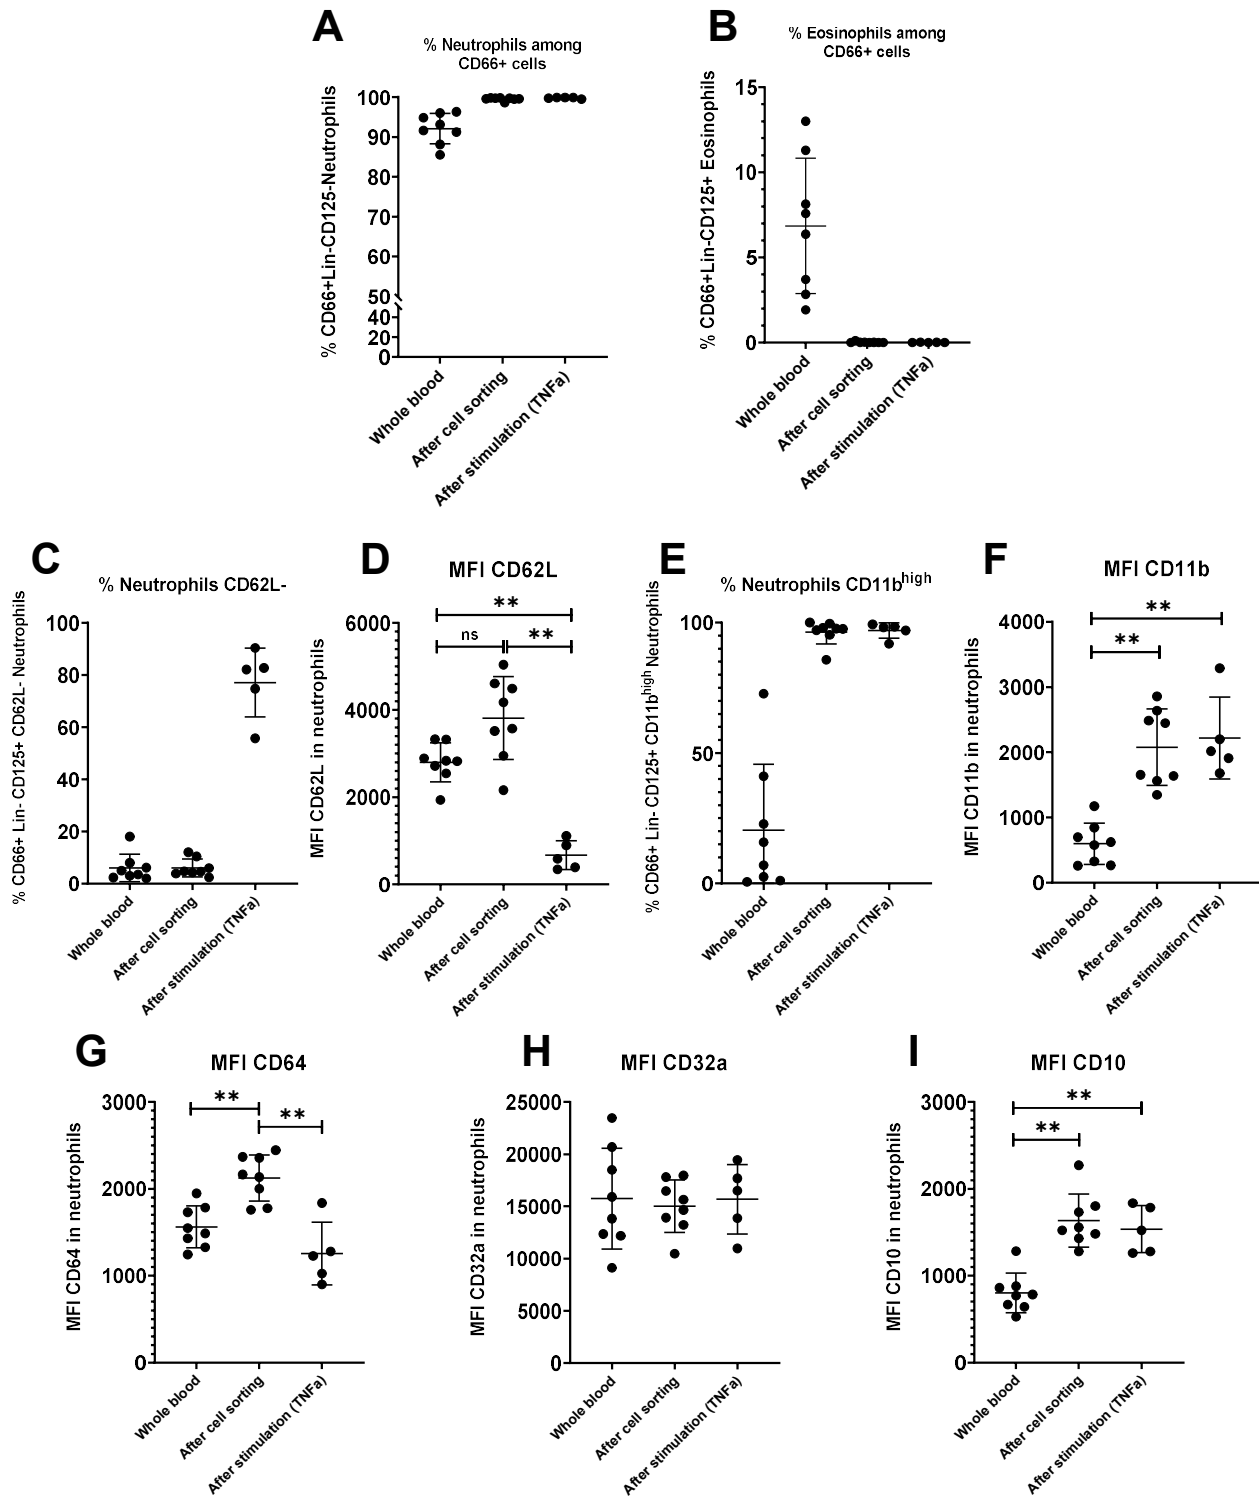 A
% Neutrophils among
CD66+ cells
% CD66+Lin-CD125-Neutrophils
100
90
80
70
60
50
40
20
0
Whole blood
After cell sorting
After stimulation (TNFa)
B
% Eosinophils among
CD66+ cells
% CD66+Lin-CD125+ Eosinophils
15
10
5
0
Whole blood
After cell sorting
After stimulation (TNFa)
C
% Neutrophils CD62L-
% CD66+ Lin- CD125+ CD62L- Neutrophils
100
80
60
40
20
0
Whole blood
After cell sorting
After stimulation (TNFa)
D
MFI CD62L
MFI CD62L in neutrophils
**
ns
**
6000
4000
2000
0
Whole blood
After cell sorting
After stimulation (TNFa)
E
% Neutrophils CD11bhigh
% CD66+ Lin- CD125+ CD11bhigh Neutrophils
100
50
0
Whole blood
After cell sorting
After stimulation (TNFa)
F
MFI CD11b
MFI CD11b in neutrophils
**
**
4000
3000
2000
1000
0
Whole blood
After cell sorting
After stimulation (TNFa)
G
MFI CD64
MFI CD64 in neutrophils
**
**
3000
2000
1000
0
Whole blood
After cell sorting
After stimulation (TNFa)
H
MFI CD32a
MFI CD32a in neutrophils
25000
20000
15000
10000
5000
0
Whole blood
After cell sorting
After stimulation (TNFa)
I
MFI CD10
MFI CD10 in neutrophils
**
**
3000
2000
1000
0
Whole blood
After cell sorting
After stimulation (TNFa)